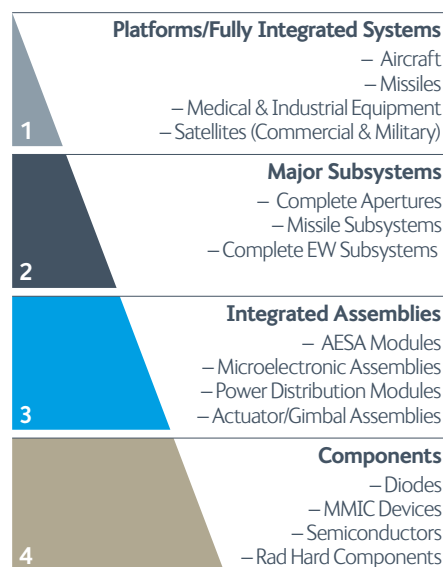 Platforms/Fully Integrated Systems
– Aircraft
– Missiles
– Medical & Industrial Equipment
– Satellites (Commercial & Military)
1
Major Subsystems
– Complete Apertures
– Missile Subsystems
– Complete EW Subsystems
2
Integrated Assemblies
– AESA Modules
– Microelectronic Assemblies
– Power Distribution Modules
– Actuator/Gimbal Assemblies
3
Components
– Diodes
– MMIC Devices
– Semiconductors
– Rad Hard Components
4